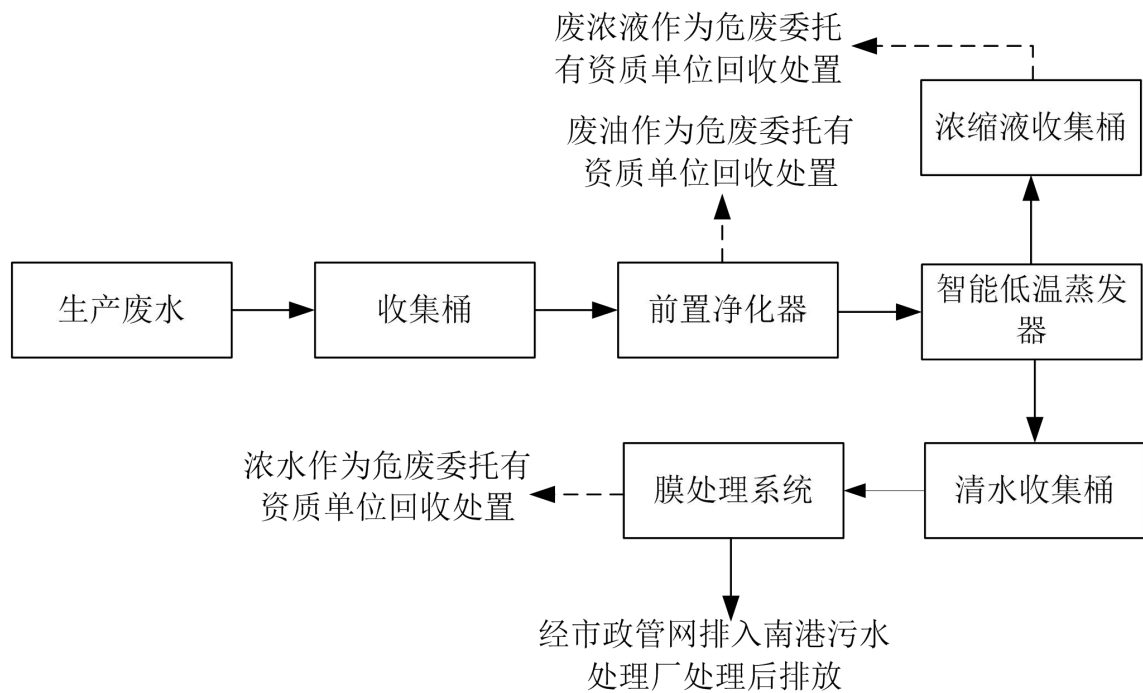 废浓液作为危废委托
有资质单位回收处置
浓缩液收集桶
废油作为危废委托有
资质单位回收处置
生产废水
收集桶
前置净化器
智能低温蒸发
器
浓水作为危废委托有
资质单位回收处置
膜处理系统
清水收集桶
经市政管网排入南港污水
处理厂处理后排放